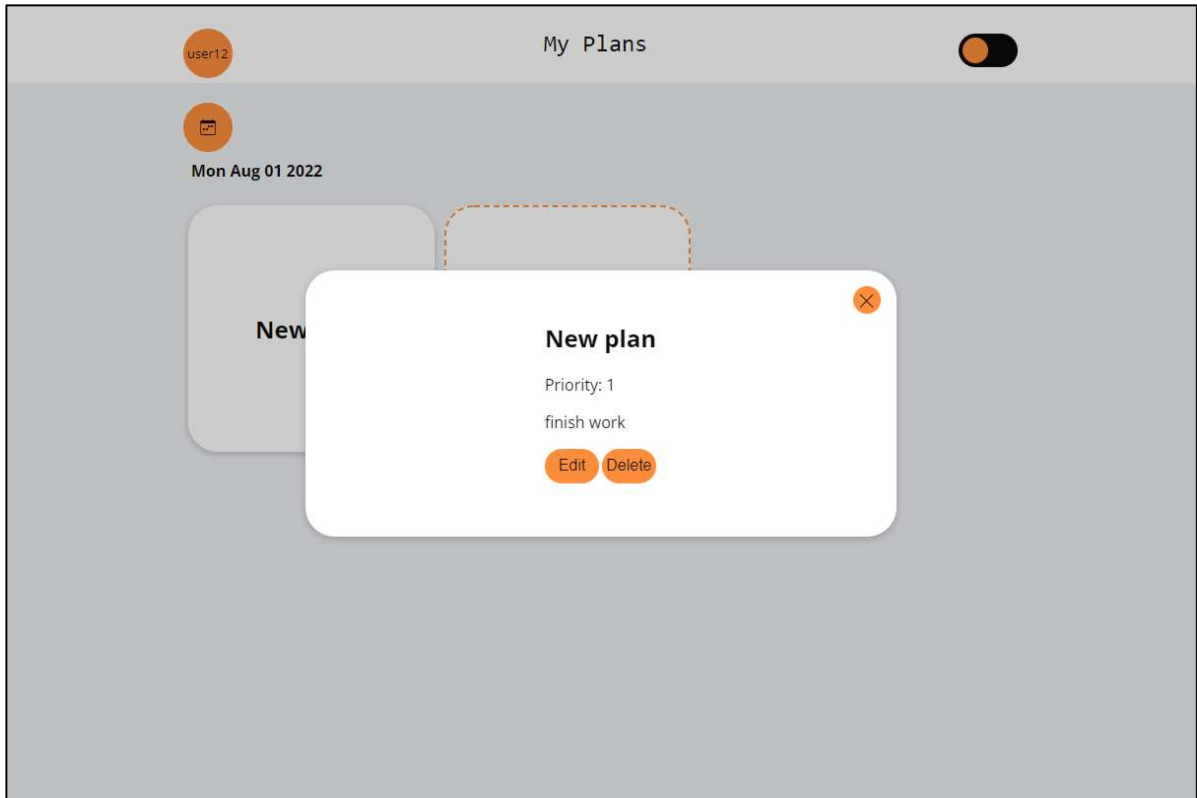 user12
My Plans
Mon Aug 01 2022
New
New plan
Priority: 1
finish work
Edit Delete